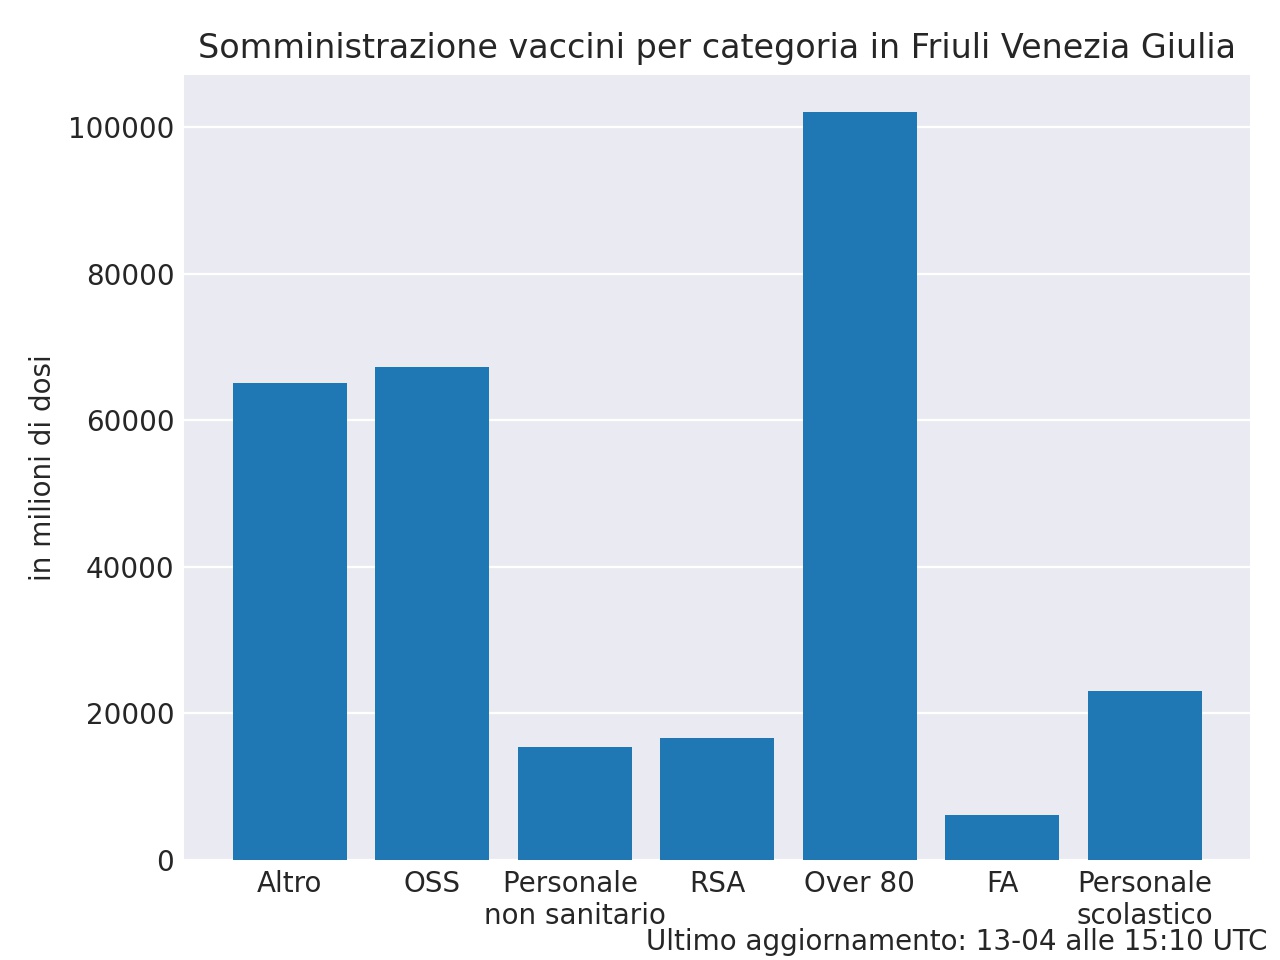 Somministrazione vaccini per categoria in Friuli Venezia Giulia
in milioni di dosi
100000
80000
60000
40000
20000
0
Altro
OSS
Personale
non sanitario
RSA
Over 80
FA
Personale
scolastico
Ultimo aggiornamento: 13-04 alle 15:10 UTC